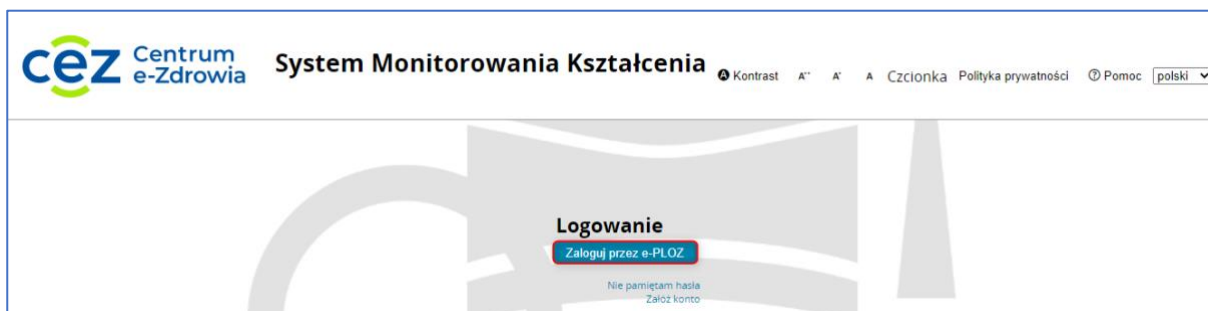 cez Centrum
e-Zdrowia
System Monitorowania Kształcenia
A Kontrast A++ A+ A Czcionka Polityka prywatności ? Pomoc polski
Logowanie
Zaloguj przez e-PLOZ
Nie pamiętam hasła
Załóż konto